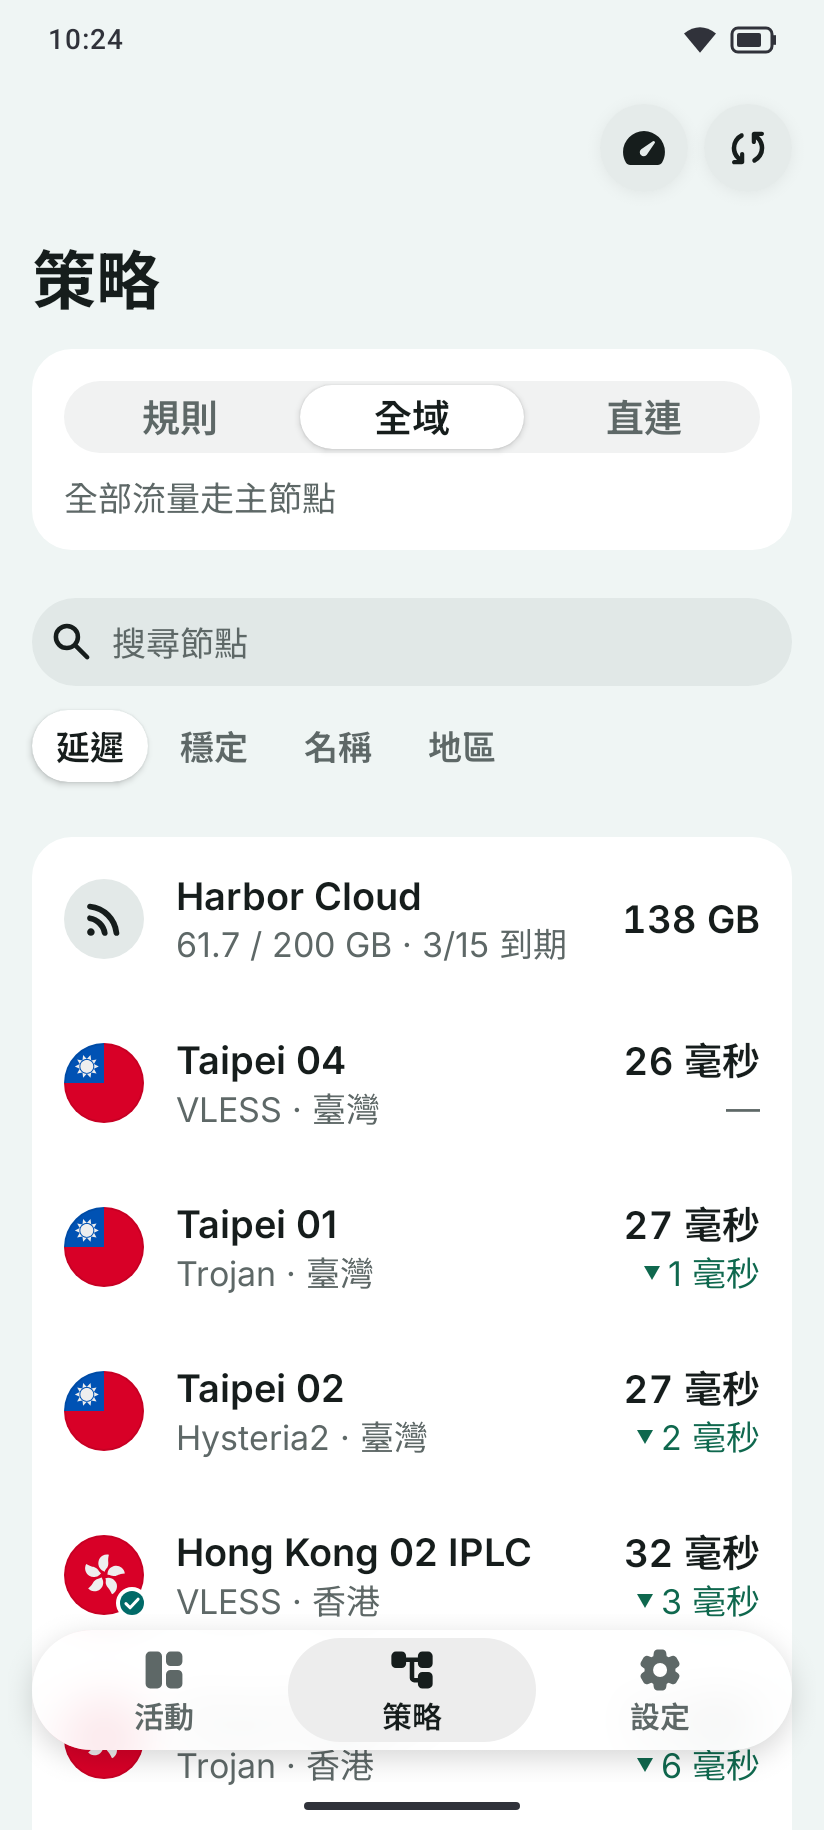 10:24
策略
規則 全域 直連
全部流量走主節點
搜尋節點
延遲 穩定 名稱 地區
Harbor Cloud
61.7 / 200 GB · 3/15 到期
138 GB
Taipei 04
VLESS · 臺灣
26 毫秒
—
Taipei 01
Trojan · 臺灣
27 毫秒
▼1 毫秒
Taipei 02
Hysteria2 · 臺灣
27 毫秒
▼2 毫秒
Hong Kong 02 IPLC
VLESS · 香港
32 毫秒
▼3 毫秒
Trojan · 香港
▼6 毫秒
活動 策略 設定